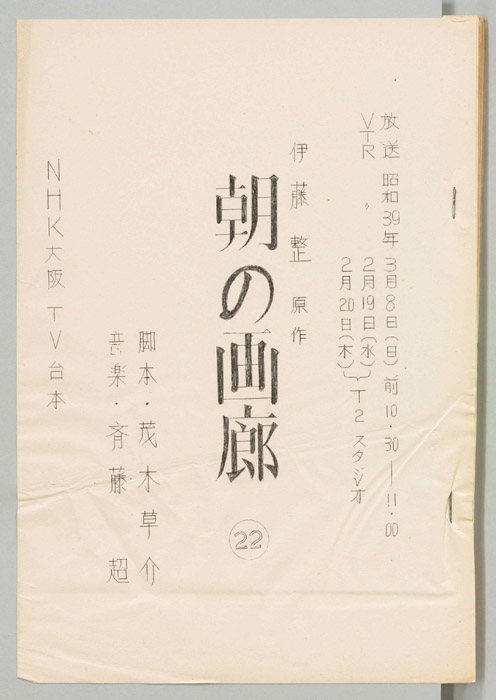 放送 昭和39年 3月8日(日) 前10・30―11・00
VTR 〃 2月19日(水)
2月20日(木) T2スタジオ
伊藤整 原作
朝の画廊
22
脚本・茂木草介
音楽・斉藤 超
NHK大阪TV台本